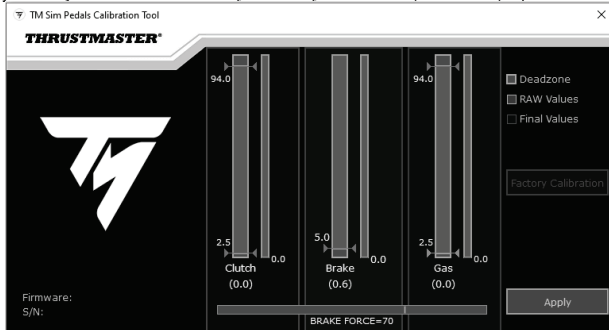 TM Sim Pedals Calibration Tool
THRUSTMASTER®
94.0
94.0
Deadzone
RAW Values
Final Values
Factory Calibration
2.5
5.0
2.5
0.0
0.0
0.0
Clutch
Brake
Gas
(0.0)
(0.6)
(0.0)
Firmware:
S/N:
BRAKE FORCE=70
Apply